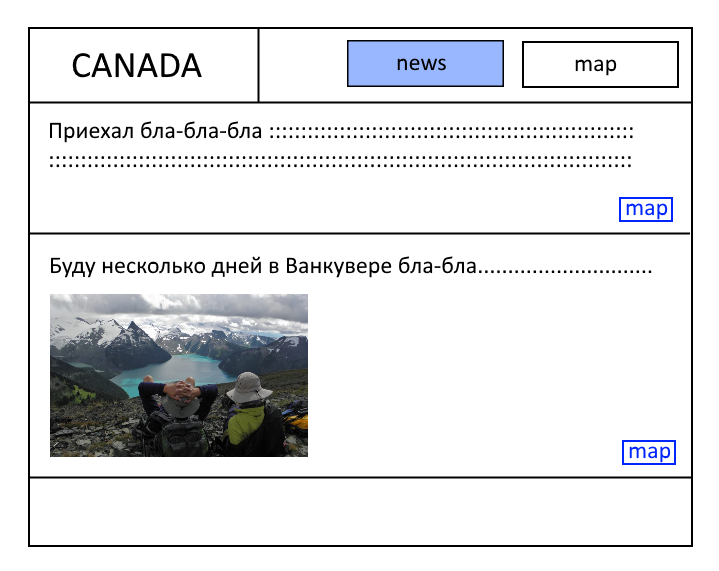 CANADA
news
map
Приехал бла-бла-бла ::::::::::::::::::::::::::::::::::::::::::::::::::::::::::
::::::::::::::::::::::::::::::::::::::::::::::::::::::::::::::::::::::::::::::::::::::::::::
map
Буду несколько дней в Ванкувере бла-бла.............................
map